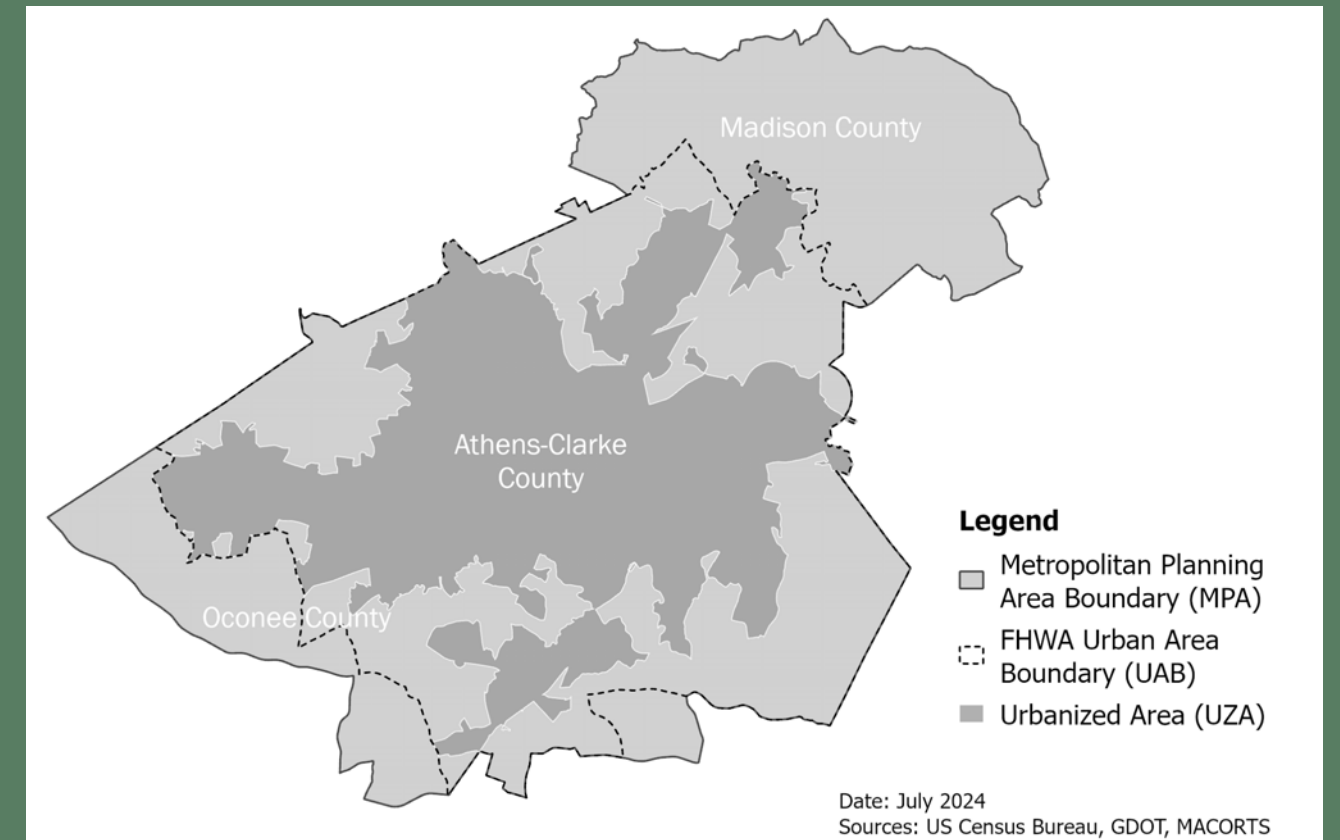 Madison County
Athens-Clarke
County
Oconee County
Legend
Metropolitan Planning
Area Boundary (MPA)
FHWA Urban Area
Boundary (UAB)
Urbanized Area (UZA)
Date: July 2024
Sources: US Census Bureau, GDOT, MACORTS